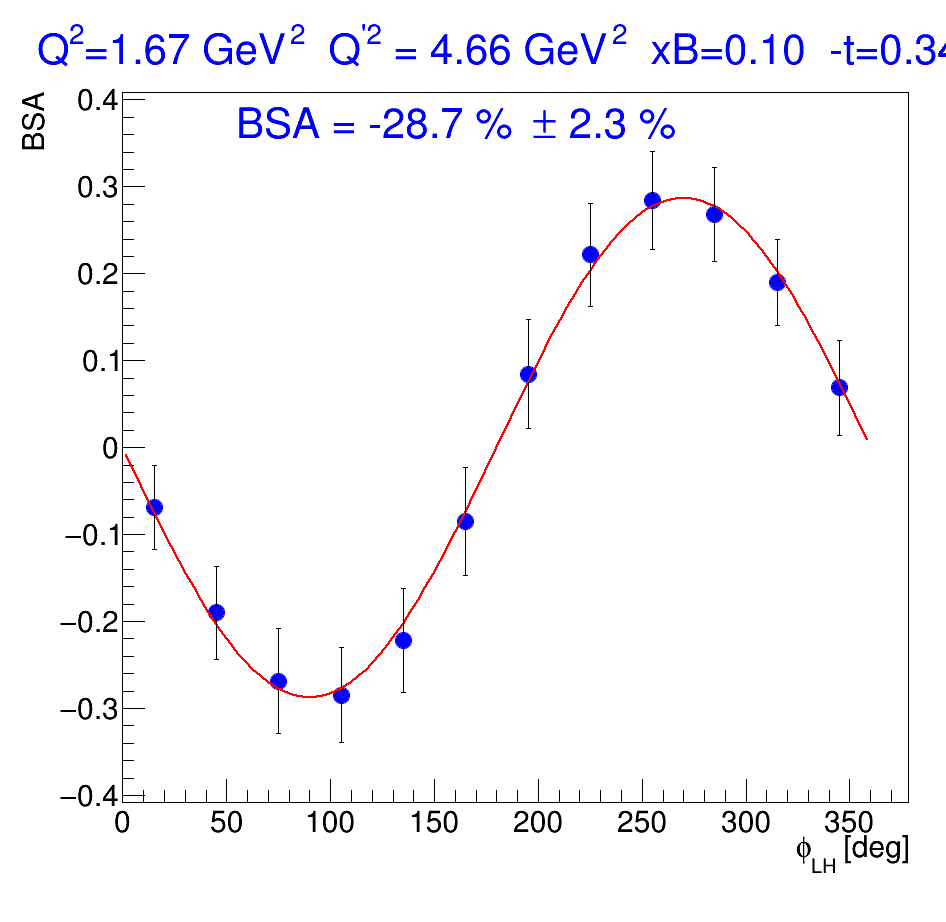 Q²=1.67 GeV² Q'² = 4.66 GeV² xB=0.10 -t=0.34
BSA = -28.7 % ± 2.3 %
BSA
0.4
0.3
0.2
0.1
0
−0.1
−0.2
−0.3
−0.4
0 50 100 150 200 250 300 350
ϕLH [deg]